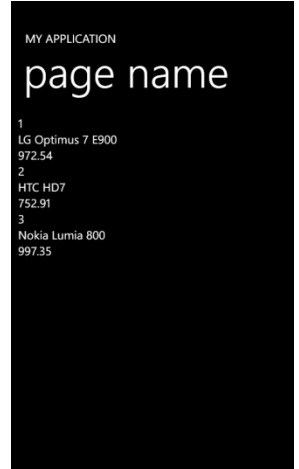 MY APPLICATION
page name
1
LG Optimus 7 E900
972.54
2
HTC HD7
752.91
3
Nokia Lumia 800
997.35